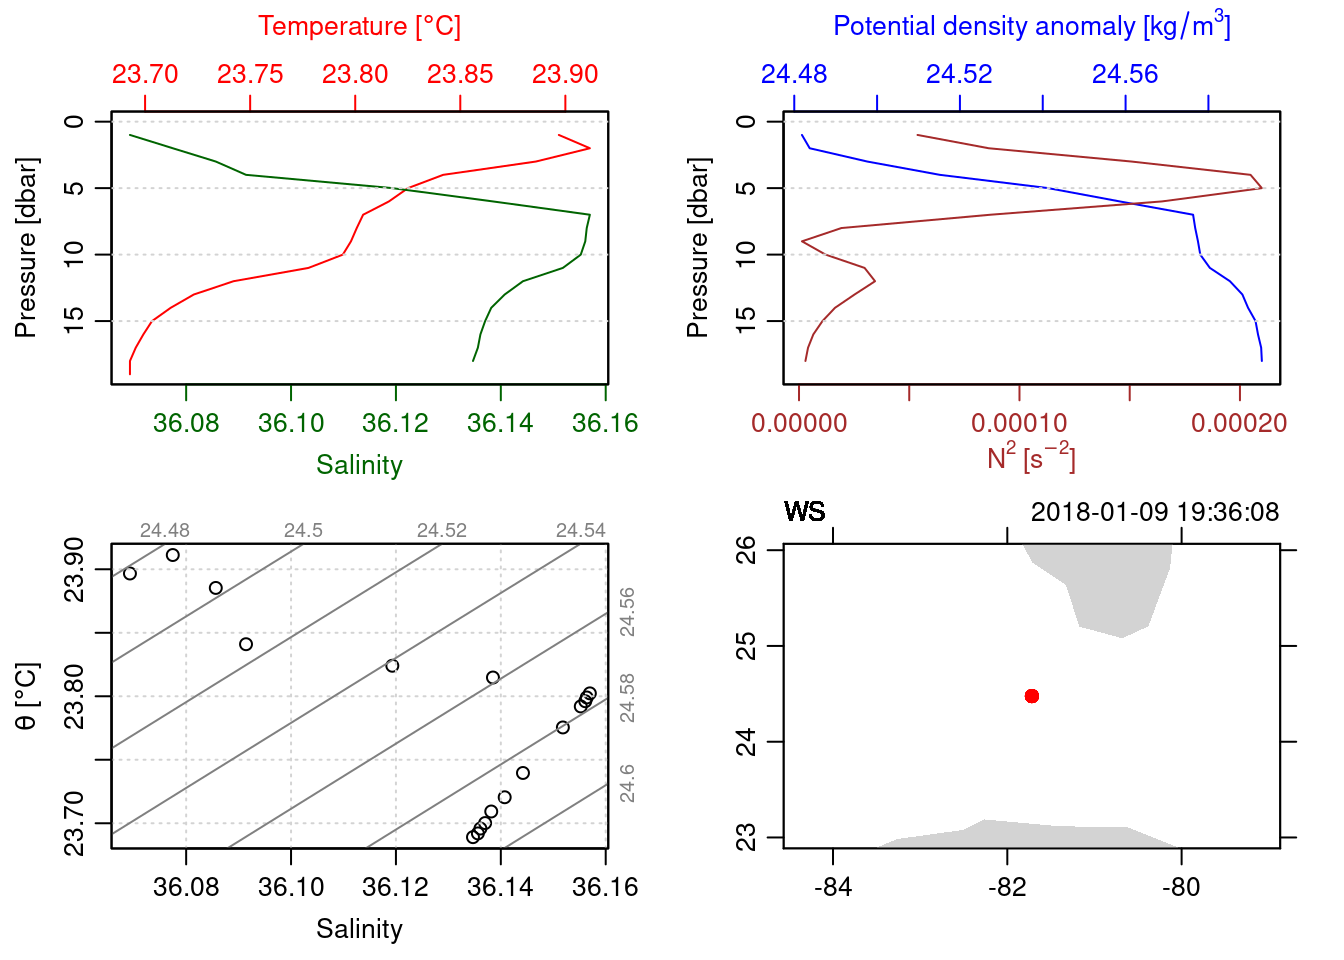 Temperature [°C]
23.70 23.75 23.80 23.85 23.90
Pressure [dbar]
0
5
10
15
36.08 36.10 36.12 36.14 36.16
Salinity
Potential density anomaly [kg/m³]
24.48 24.52 24.56
Pressure [dbar]
0
5
10
15
0.00000 0.00010 0.00020
N² [s⁻²]
24.48 24.5 24.52 24.54
24.56
24.58
24.6
θ [°C]
23.90
23.80
23.70
36.08 36.10 36.12 36.14 36.16
Salinity
WS 2018-01-09 19:36:08
26
25
24
23
-84 -82 -80